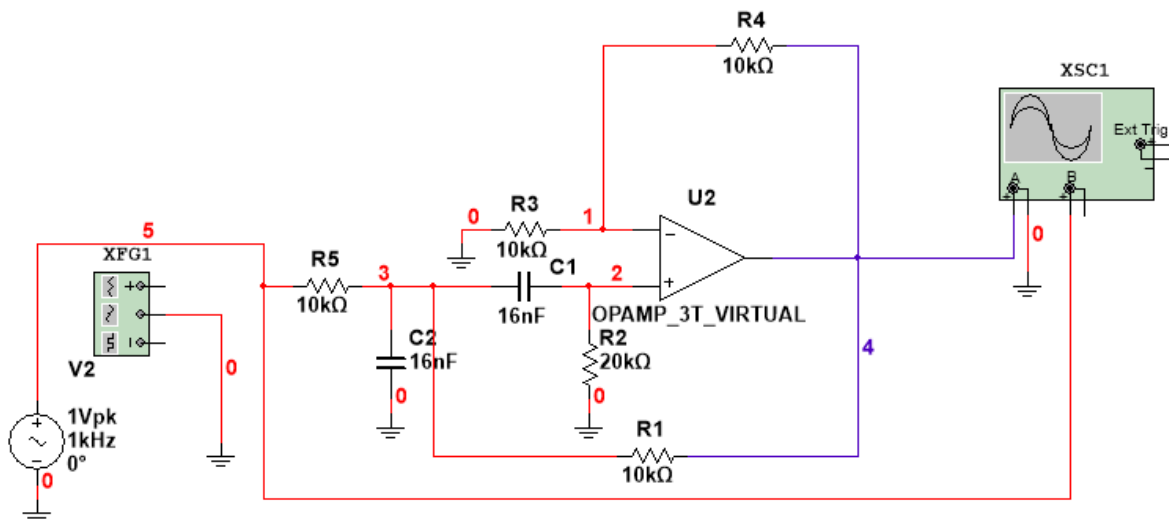 R4
10kΩ
XSC1
Ext Trig
+
−
A
B
+
−
+
−
0
U2
R3
0
1
10kΩ
−
+
5
XFG1
+
R5
3
10kΩ
C1
2
16nF
OPAMP_3T_VIRTUAL
C2
16nF
0
R2
20kΩ
0
4
V2
0
1Vpk
1kHz
0°
+
−
0
R1
10kΩ